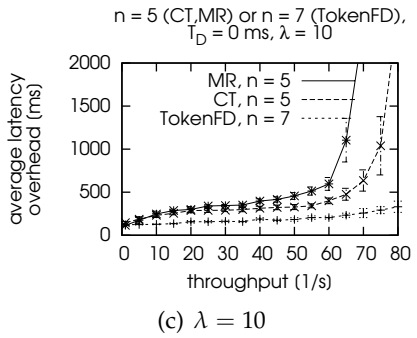 n = 5 (CT,MR) or n = 7 (TokenFD),
T_D = 0 ms, λ = 10
2000
1500
1000
500
0
average latency
overhead (ms)
MR, n = 5
CT, n = 5
TokenFD, n = 7
0 10 20 30 40 50 60 70 80
throughput (1/s)
(c) λ = 10